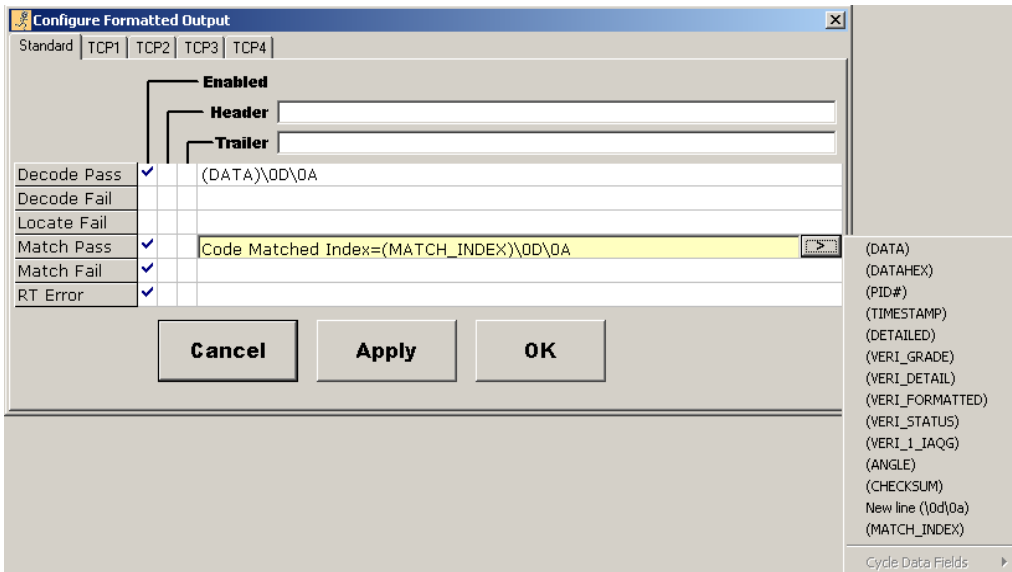 Configure Formatted Output
Standard TCP1 TCP2 TCP3 TCP4
Enabled
Header
Trailer
Decode Pass (DATA)\0D\0A
Decode Fail
Locate Fail
Match Pass Code Matched Index=(MATCH_INDEX)\0D\0A >
Match Fail
RT Error
Cancel Apply OK
(DATA)
(DATAHEX)
(PID#)
(TIMESTAMP)
(DETAILED)
(VERI_GRADE)
(VERI_DETAIL)
(VERI_FORMATTED)
(VERI_STATUS)
(VERI_1_IAQG)
(ANGLE)
(CHECKSUM)
New line (\0d\0a)
(MATCH_INDEX)
Cycle Data Fields